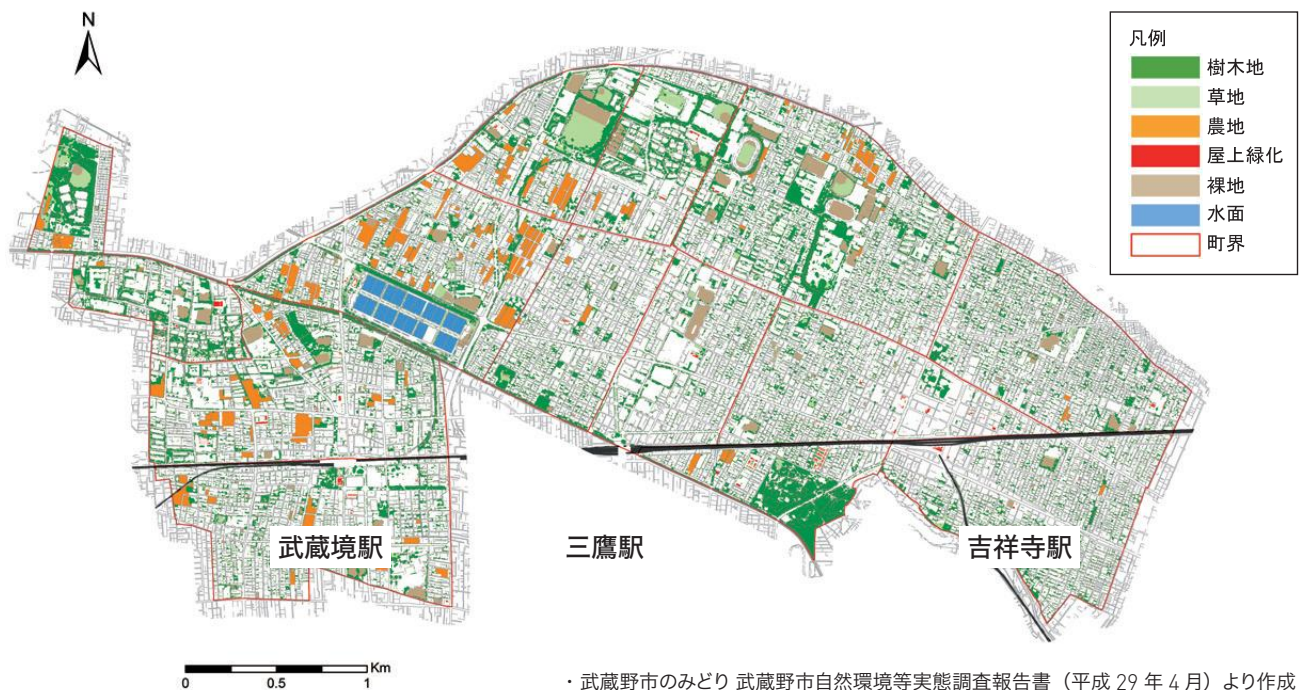 N
凡例
樹木地
草地
農地
屋上緑化
裸地
水面
町界
武蔵境駅
三鷹駅
吉祥寺駅
Km
0 0.5 1
・武蔵野市のみどり 武蔵野市自然環境等実態調査報告書（平成 29 年 4 月）より作成